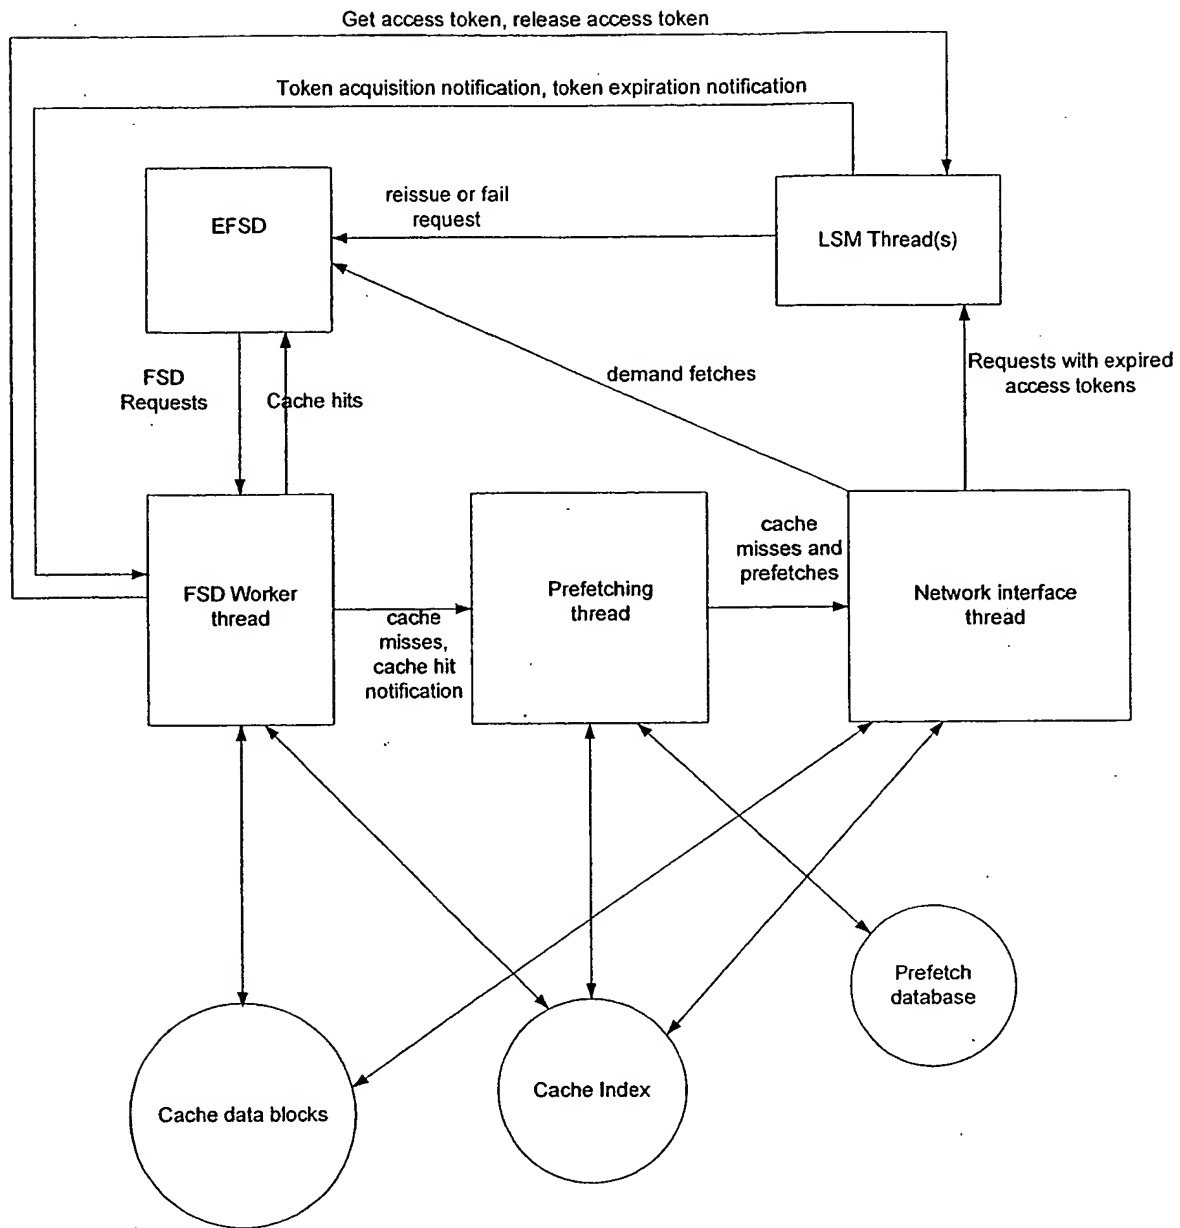 Get access token, release access token
Token acquisition notification, token expiration notification
EFSD
reissue or fail
request
LSM Thread(s)
FSD
Requests
Cache hits
demand fetches
Requests with expired
access tokens
FSD Worker
thread
cache
misses,
cache hit
notification
Prefetching
thread
cache
misses and
prefetches
Network interface
thread
Prefetch
database
Cache data blocks
Cache Index